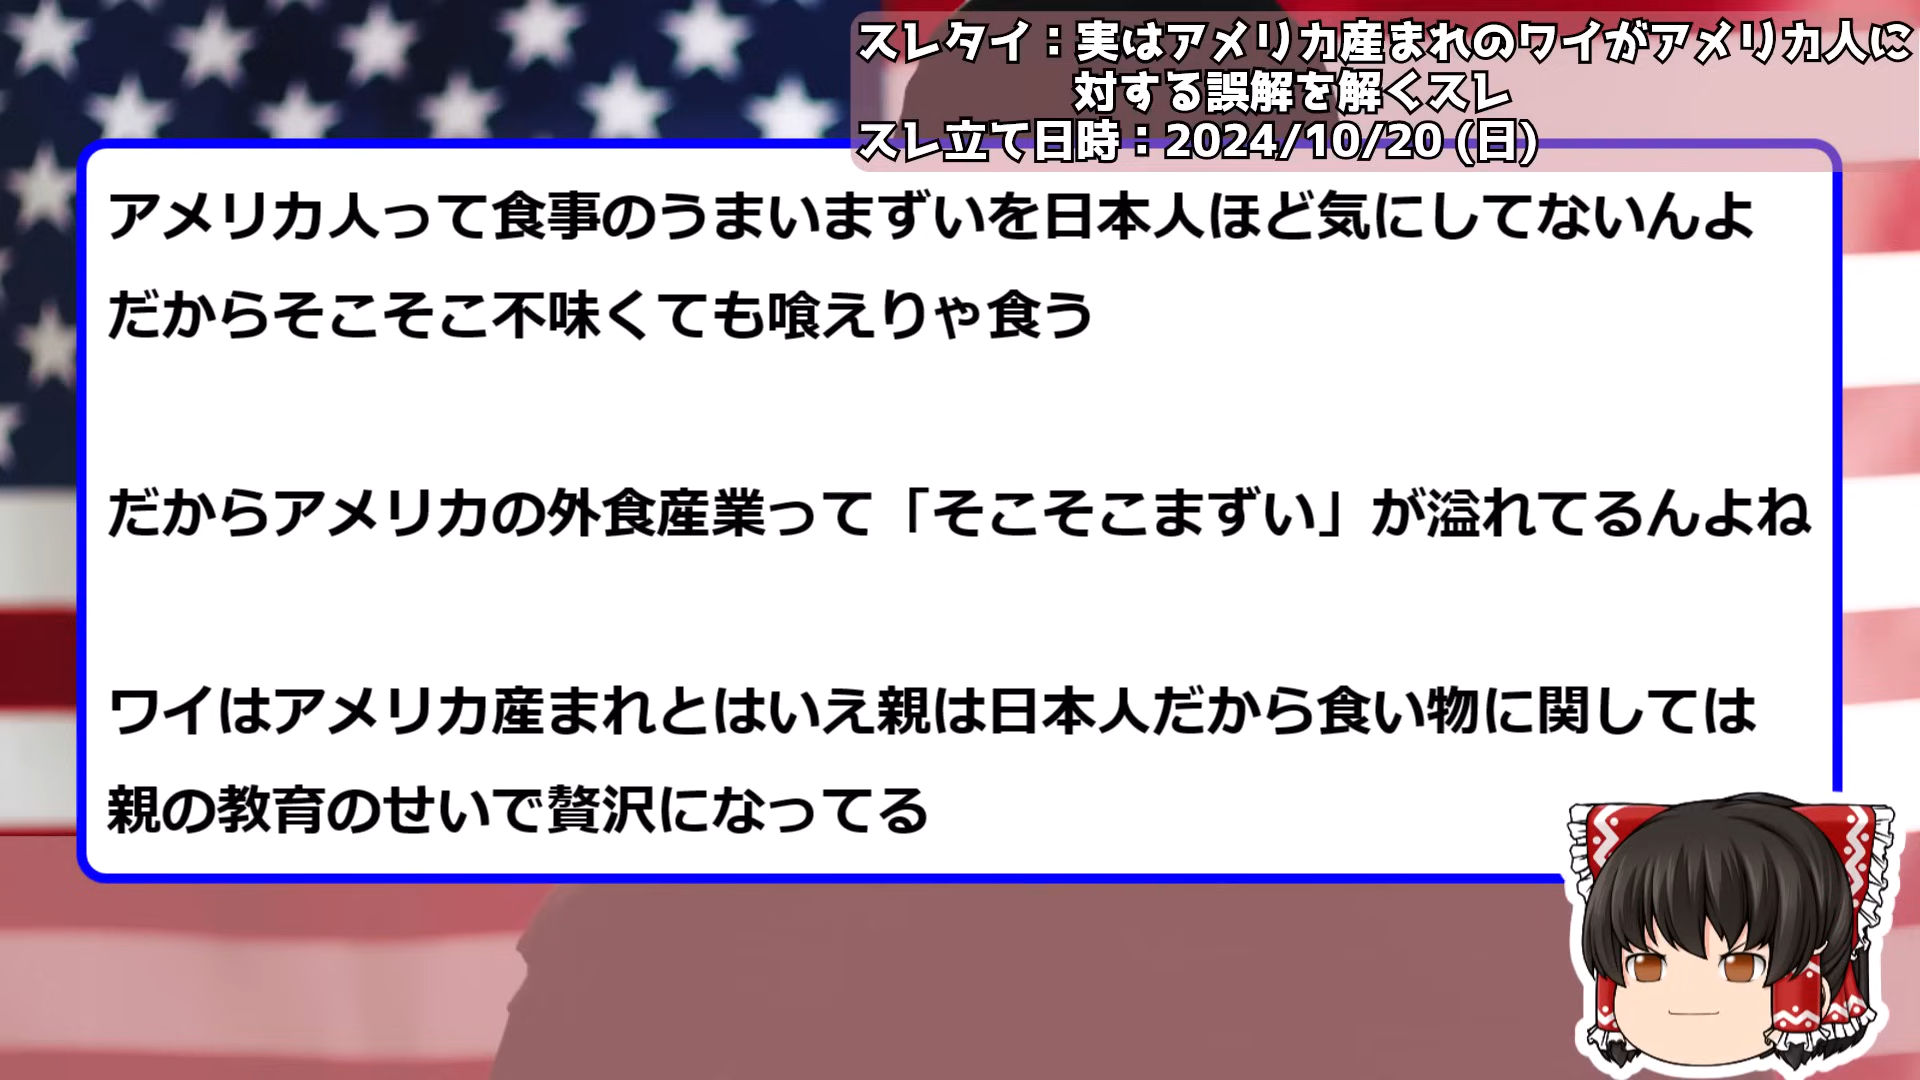 スレタイ：実はアメリカ産まれのワイがアメリカ人に
対する誤解を解くスレ
スレ立て日時：2024/10/20 (日)
アメリカ人って食事のうまいまずいを日本人ほど気にしてないんよ
だからそこそこ不味くても喰えりゃ食う
だからアメリカの外食産業って「そこそこまずい」が溢れてるんよね
ワイはアメリカ産まれとはいえ親は日本人だから食い物に関しては
親の教育のせいで贅沢になってる